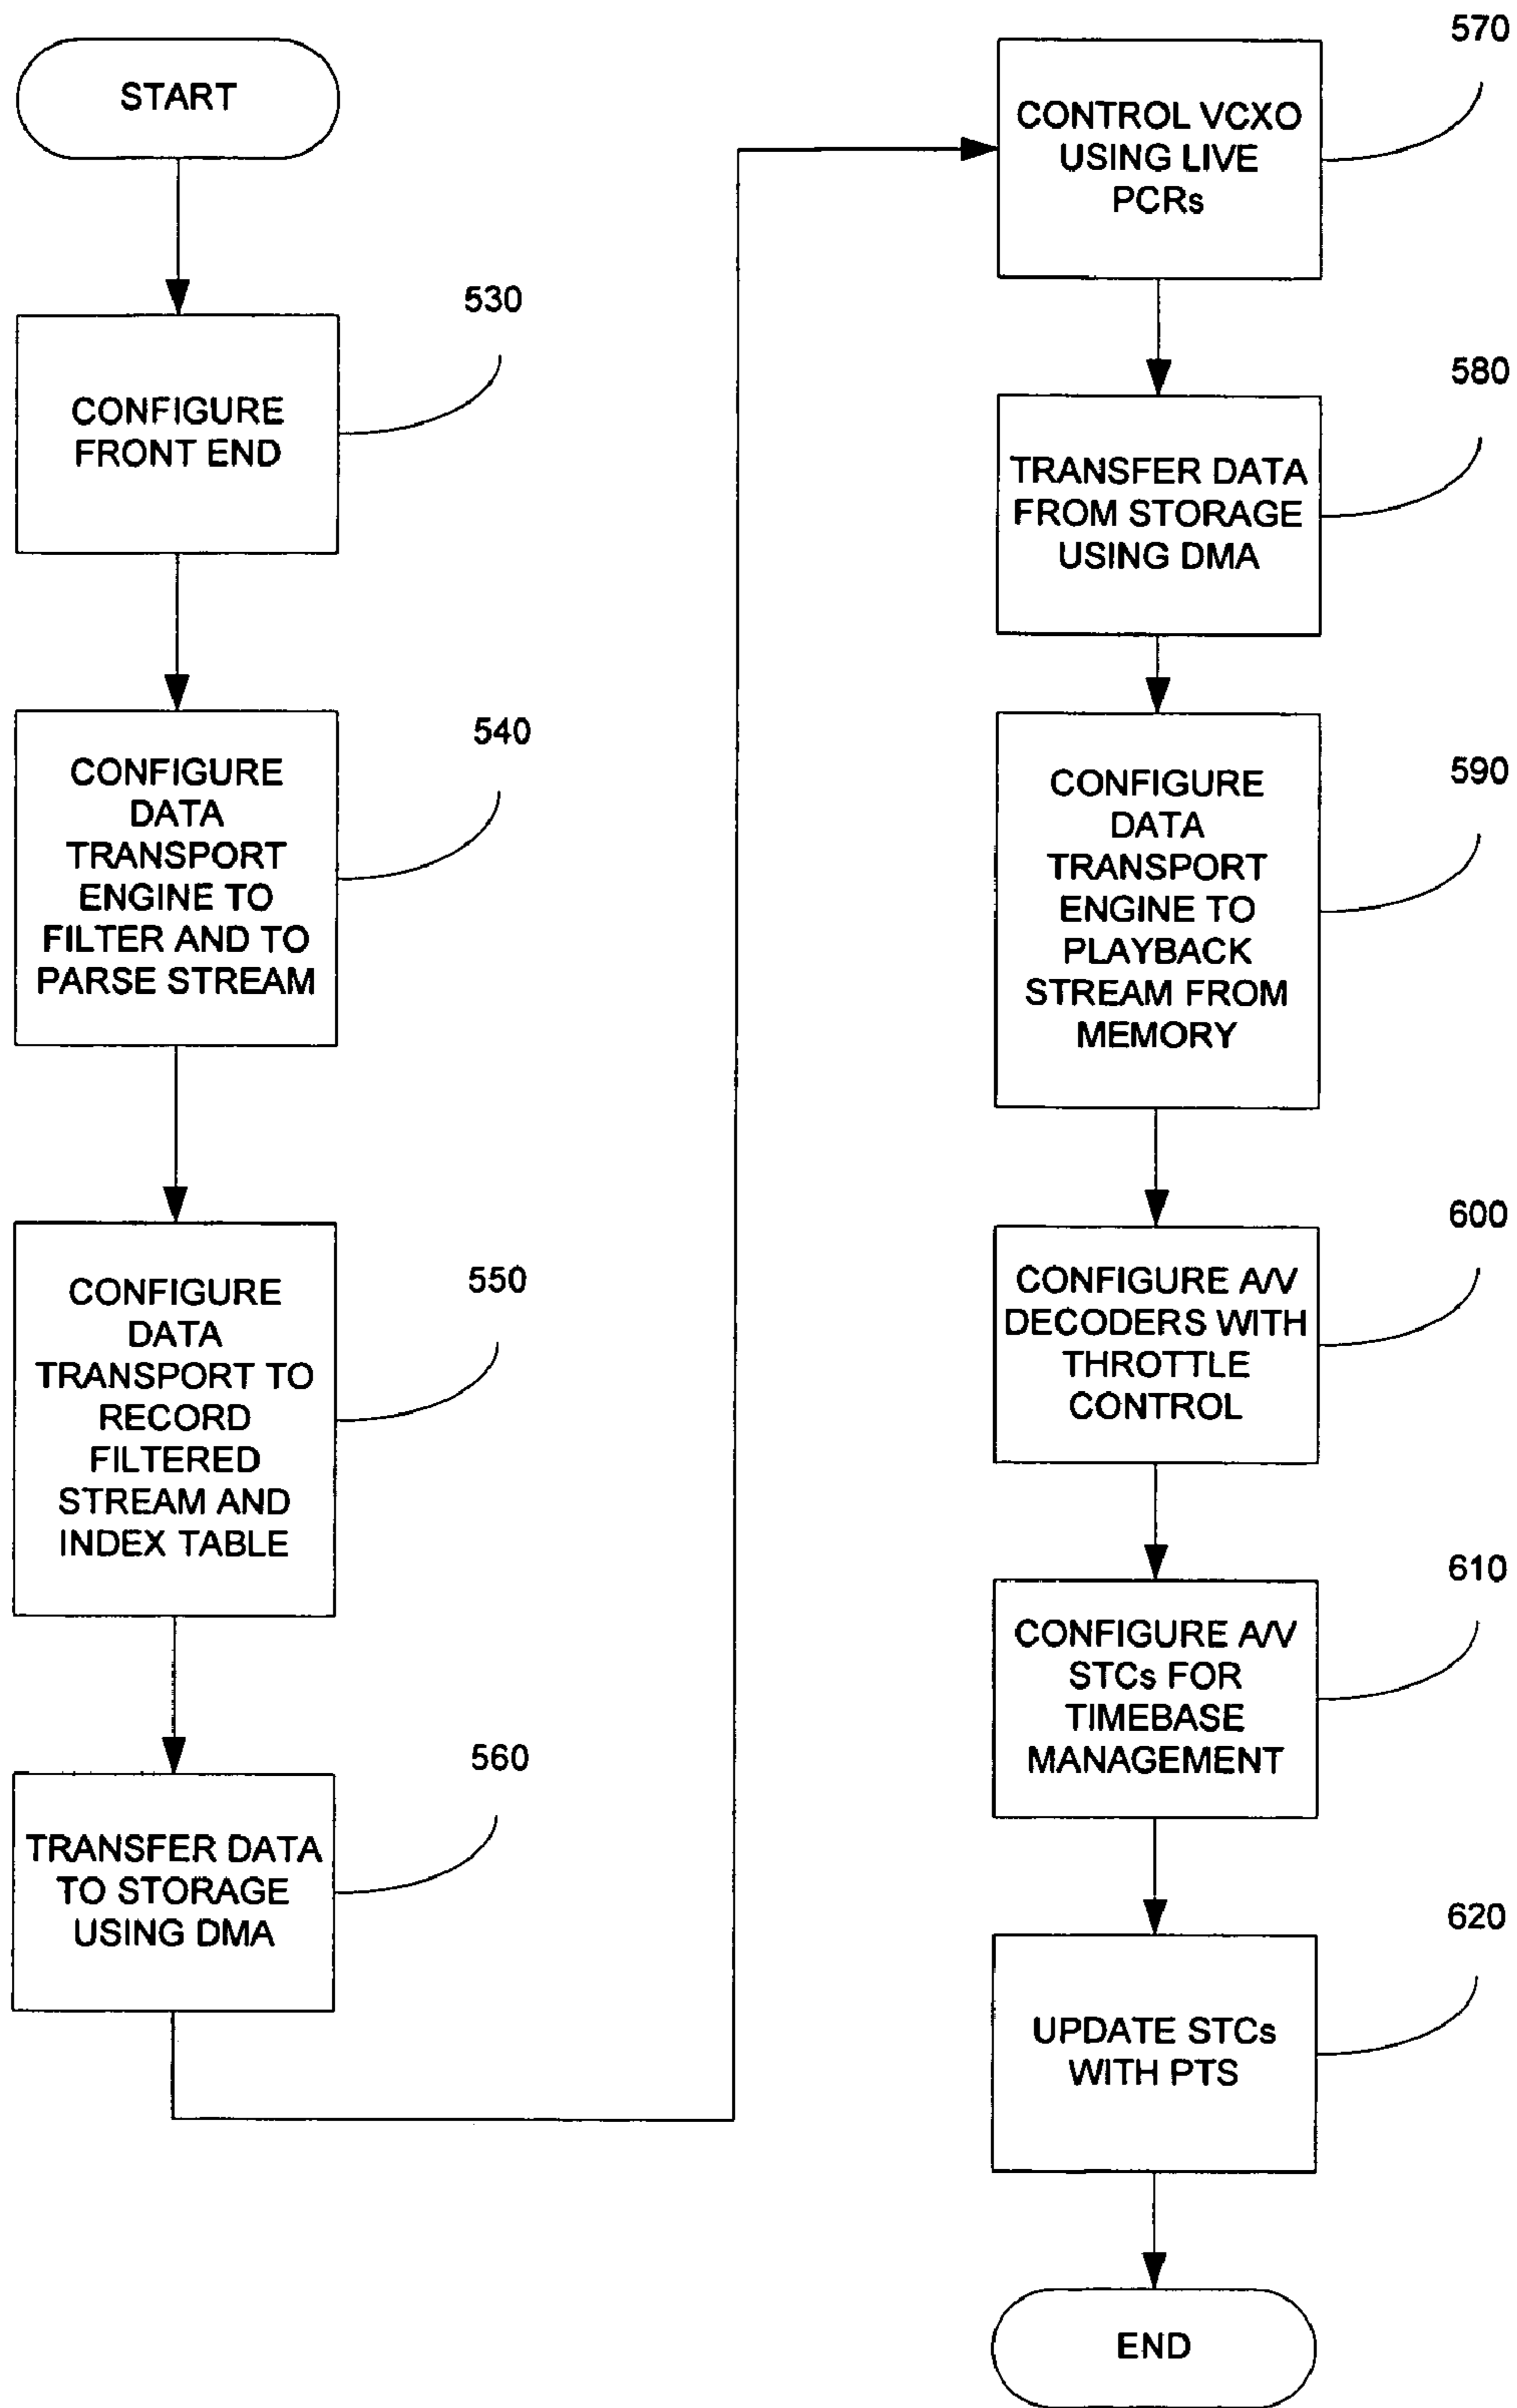 START
530
CONFIGURE
FRONT END
540
CONFIGURE
DATA
TRANSPORT
ENGINE TO
FILTER AND TO
PARSE STREAM
550
CONFIGURE
DATA
TRANSPORT TO
RECORD
FILTERED
STREAM AND
INDEX TABLE
560
TRANSFER DATA
TO STORAGE
USING DMA
570
CONTROL VCXO
USING LIVE
PCRs
580
TRANSFER DATA
FROM STORAGE
USING DMA
590
CONFIGURE
DATA
TRANSPORT
ENGINE TO
PLAYBACK
STREAM FROM
MEMORY
600
CONFIGURE A/V
DECODERS WITH
THROTTLE
CONTROL
610
CONFIGURE A/V
STCs FOR
TIMEBASE
MANAGEMENT
620
UPDATE STCs
WITH PTS
END